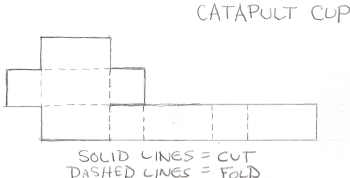 CATAPULT CUP
SOLID LINES = CUT
DASHED LINES = FOLD